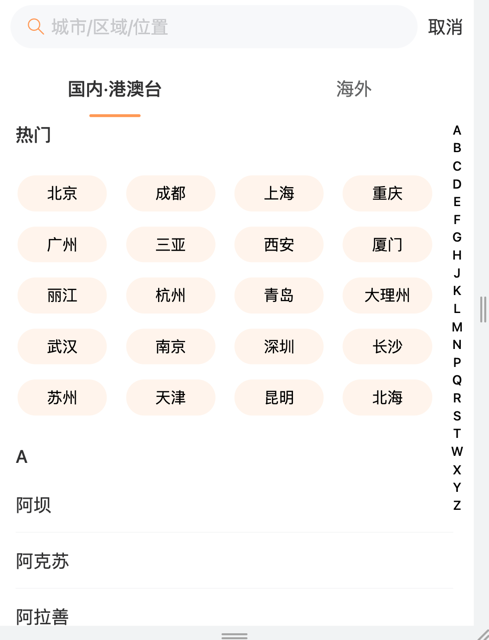 城市/区域/位置 取消
国内·港澳台 海外
热门
北京 成都 上海 重庆
广州 三亚 西安 厦门
丽江 杭州 青岛 大理州
武汉 南京 深圳 长沙
苏州 天津 昆明 北海
A
阿坝
阿克苏
阿拉善
A
B
C
D
E
F
G
H
J
K
L
M
N
P
Q
R
S
T
W
X
Y
Z